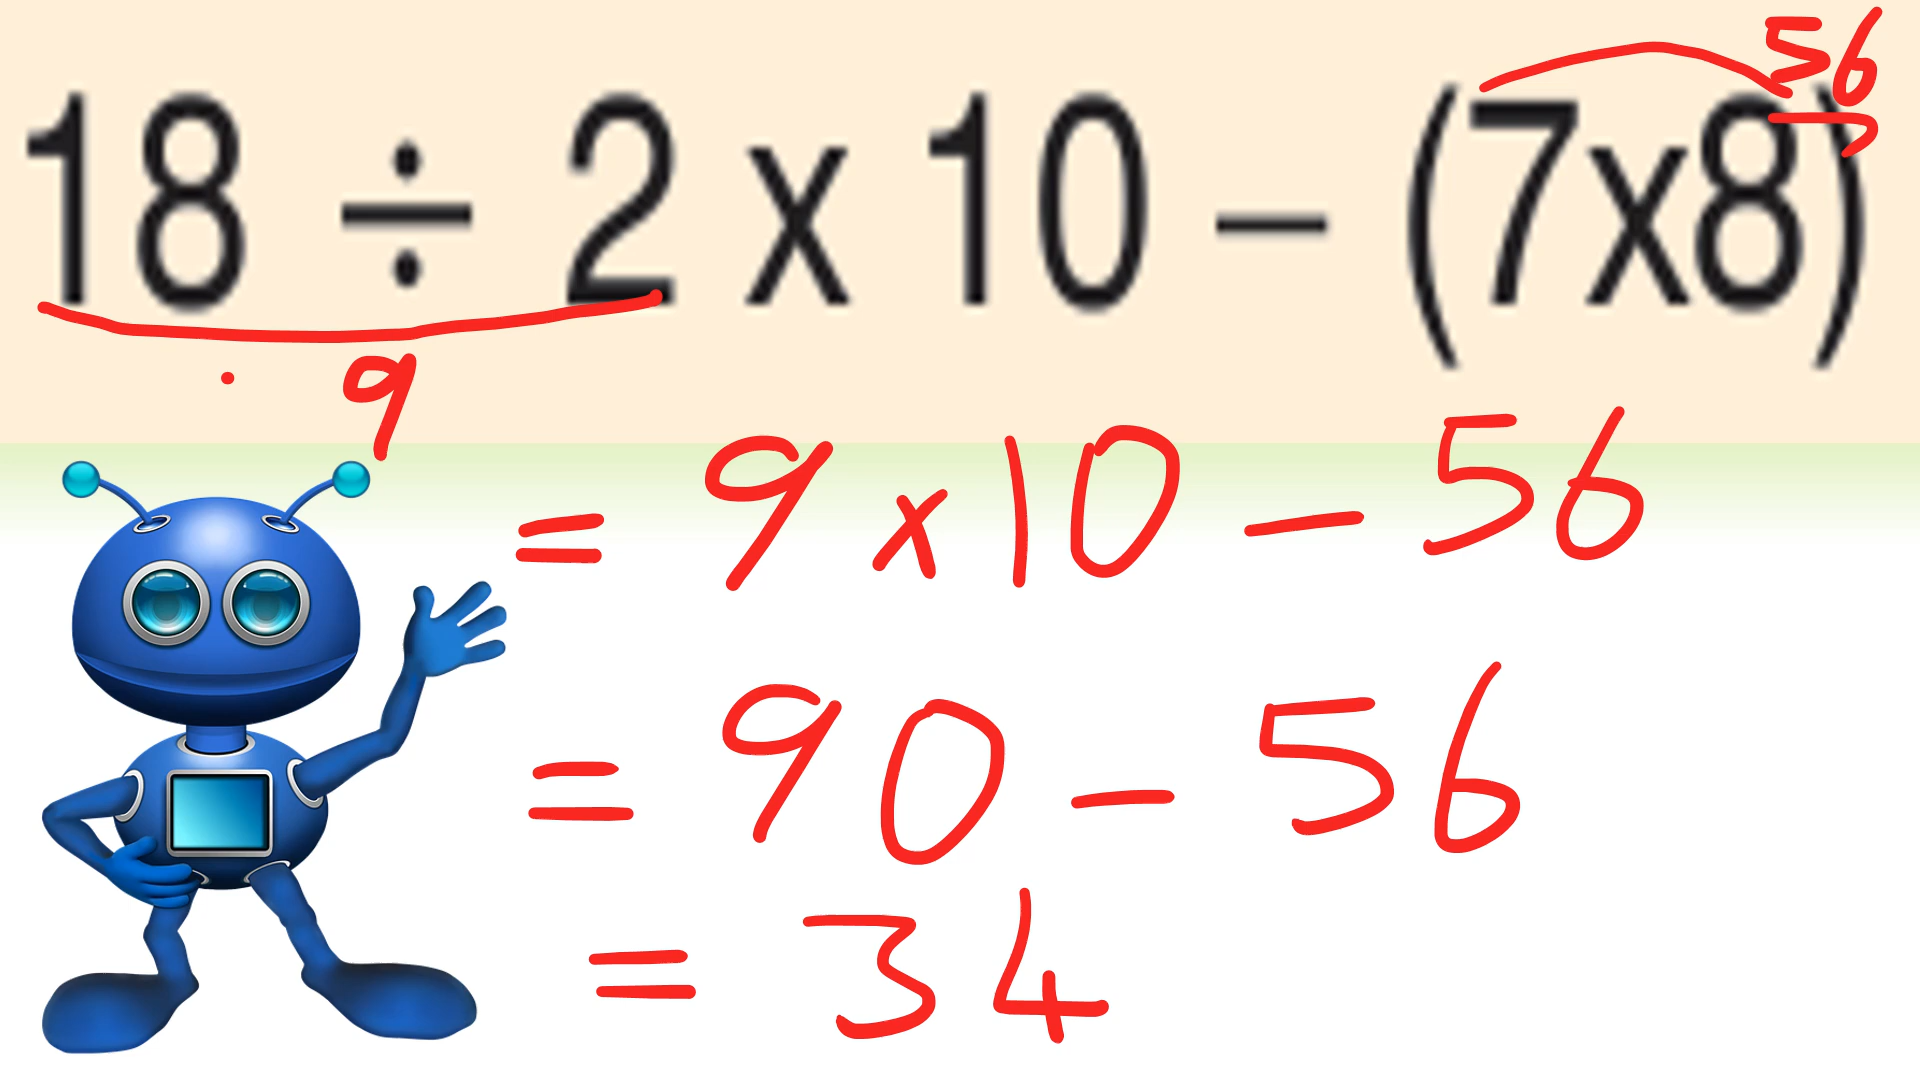 56
18 ÷ 2 x 10 – (7x8)
9
= 9 x 10 – 56
= 90 – 56
= 34